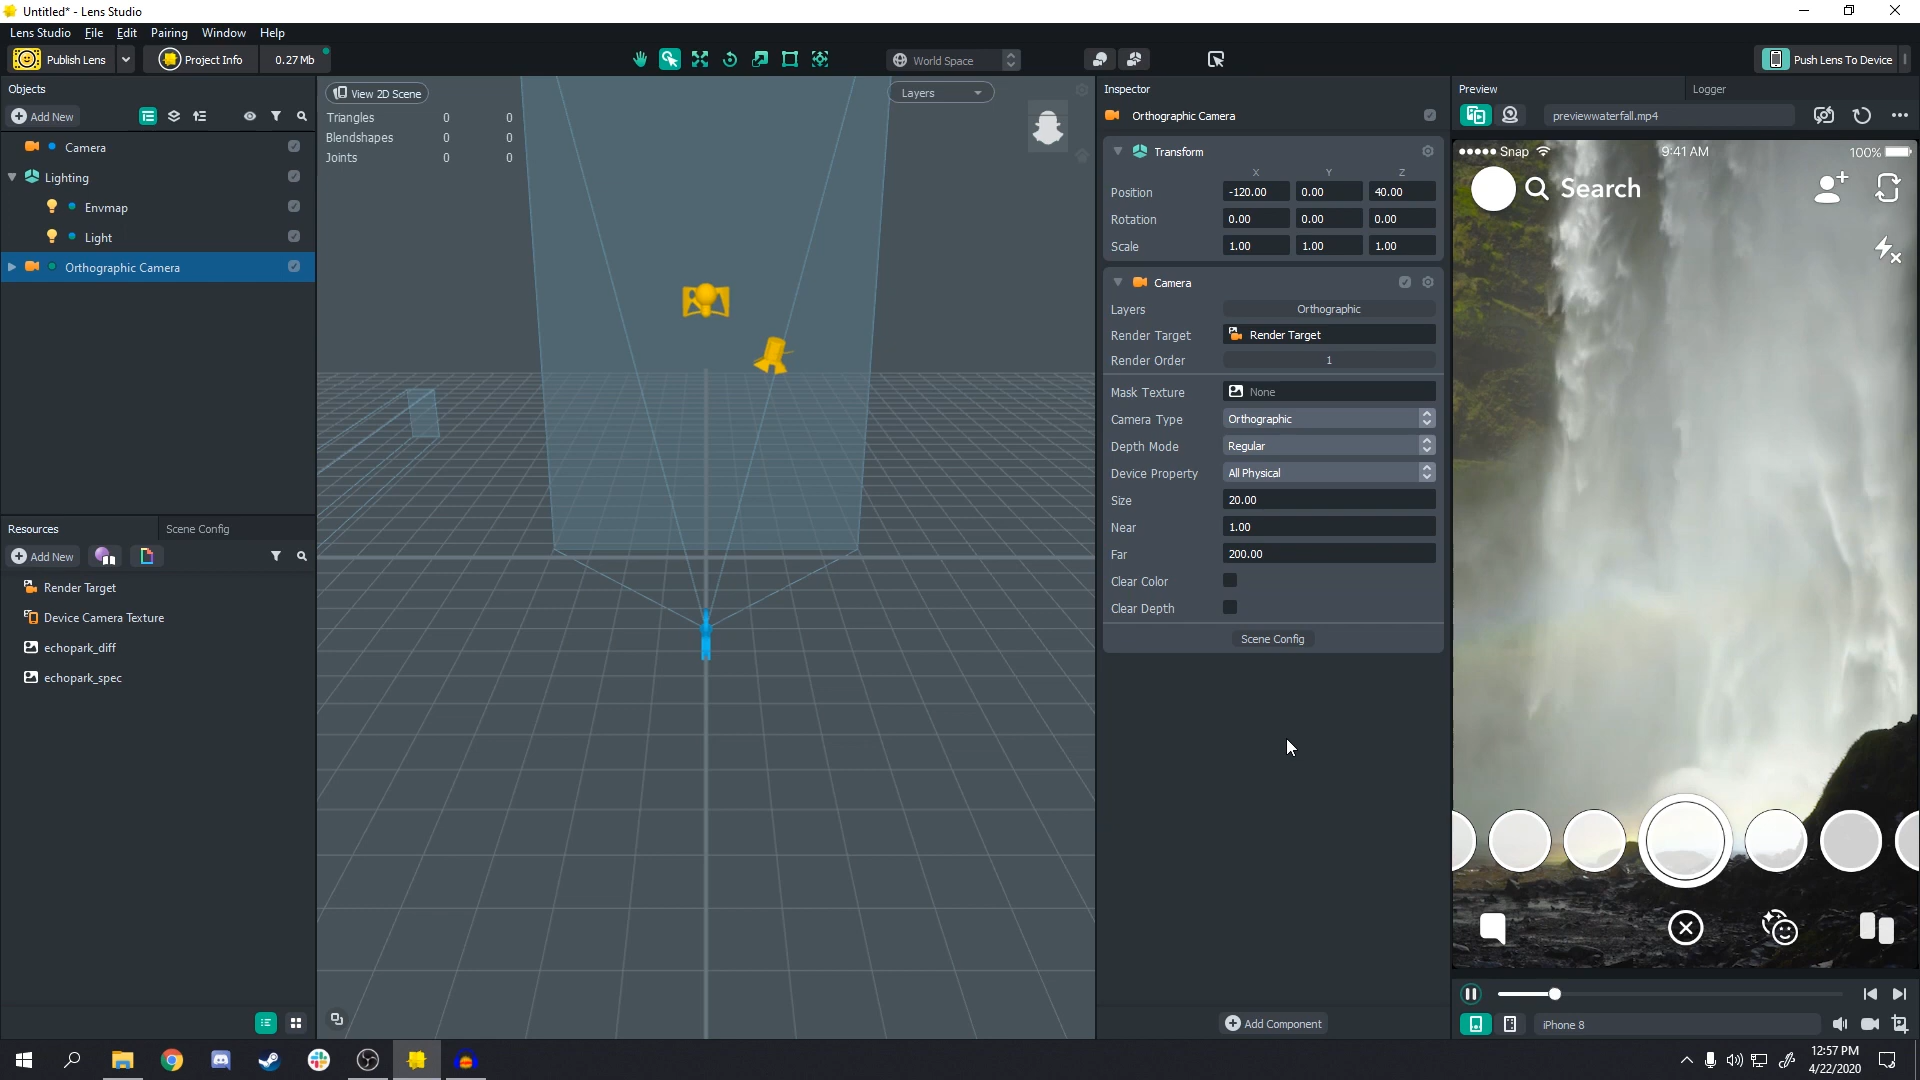 Untitled* - Lens Studio
Lens Studio File Edit Pairing Window Help
Publish Lens Project Info 0.27 Mb World Space Push Lens To Device
Objects
Add New
Camera
Lighting
Envmap
Light
Orthographic Camera
Resources Scene Config
Add New
Render Target
Device Camera Texture
echopark_diff
echopark_spec
View 2D Scene Layers
Triangles 0 0
Blendshapes 0 0
Joints 0 0
Inspector
Orthographic Camera
Transform
X Y Z
Position -120.00 0.00 40.00
Rotation 0.00 0.00 0.00
Scale 1.00 1.00 1.00
Camera
Layers Orthographic
Render Target Render Target
Render Order 1
Mask Texture None
Camera Type Orthographic
Depth Mode Regular
Device Property All Physical
Size 20.00
Near 1.00
Far 200.00
Clear Color
Clear Depth
Scene Config
Add Component
Preview Logger
previewwaterfall.mp4
Snap 9:41 AM 100%
Search
iPhone 8
12:57 PM
4/22/2020